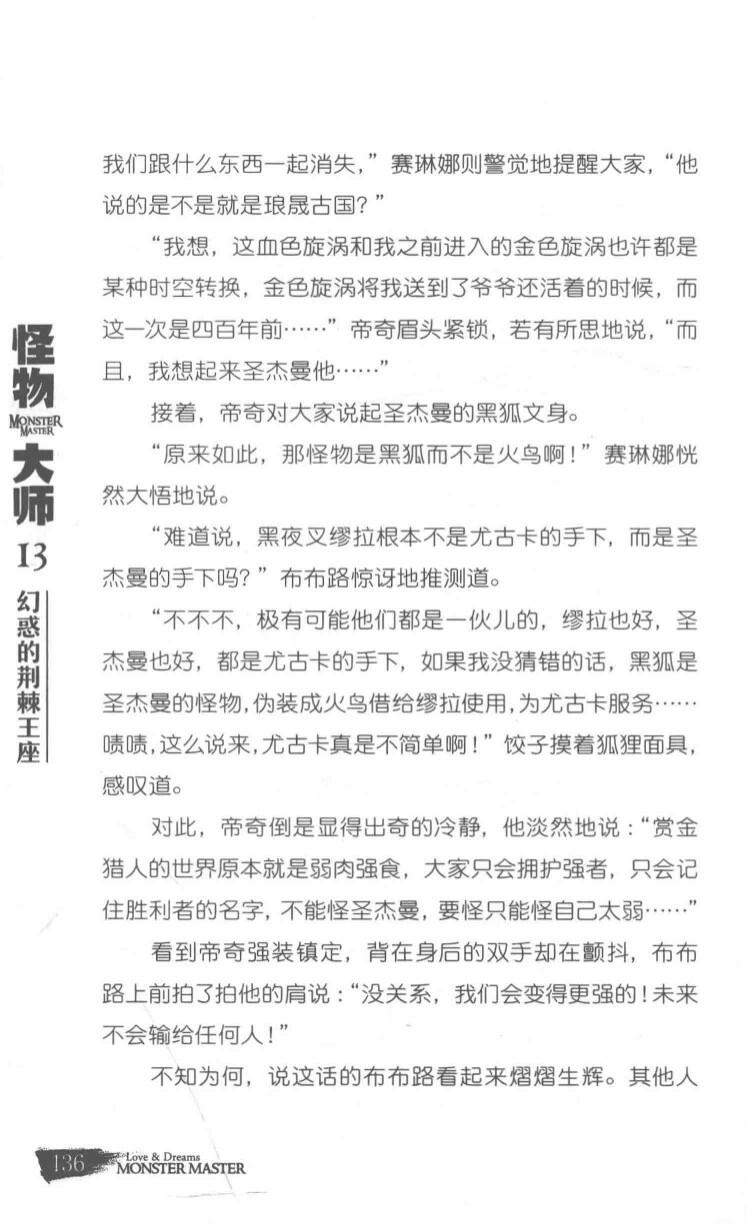 我们跟什么东西一起消失，”赛琳娜则警觉地提醒大家，“他
说的是不是就是琅晟古国？”
“我想，这血色旋涡和我之前进入的金色旋涡也许都是
某种时空转换，金色旋涡将我送到了爷爷还活着的时候，而
这一次是四百年前……”帝奇眉头紧锁，若有所思地说，“而
且，我想起来圣杰曼他……”
接着，帝奇对大家说起圣杰曼的黑狐文身。
“原来如此，那怪物是黑狐而不是火鸟啊！”赛琳娜恍
然大悟地说。
“难道说，黑夜叉缪拉根本不是尤古卡的手下，而是圣
杰曼的手下吗？”布布路惊讶地推测道。
“不不不，极有可能他们都是一伙儿的，缪拉也好，圣
杰曼也好，都是尤古卡的手下，如果我没猜错的话，黑狐是
圣杰曼的怪物，伪装成火鸟借给缪拉使用，为尤古卡服务……
啧啧，这么说来，尤古卡真是不简单啊！”饺子摸着狐狸面具，
感叹道。
对此，帝奇倒是显得出奇的冷静，他淡然地说：“赏金
猎人的世界原本就是弱肉强食，大家只会拥护强者，只会记
住胜利者的名字，不能怪圣杰曼，要怪只能怪自己太弱……”
看到帝奇强装镇定，背在身后的双手却在颤抖，布布
路上前拍了拍他的肩说：“没关系，我们会变得更强的！未来
不会输给任何人！”
不知为何，说这话的布布路看起来熠熠生辉。其他人
怪物
MONSTER
MASTER
大师
13
幻惑的荆棘王座
136
Love & Dreams
MONSTER MASTER